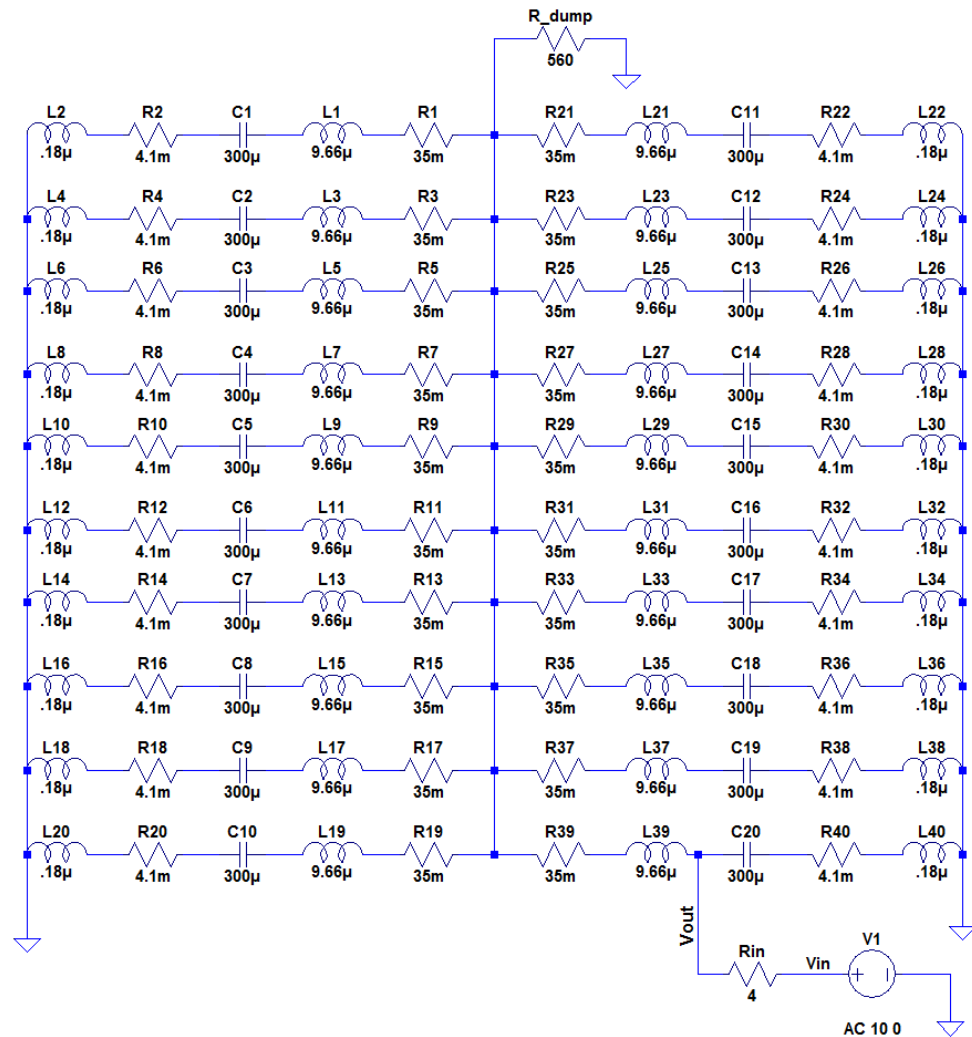 R_dump
560
L2 R2 C1 L1 R1 R21 L21 C11 R22 L22
.18µ 4.1m 300µ 9.66µ 35m 35m 9.66µ 300µ 4.1m .18µ
L4 R4 C2 L3 R3 R23 L23 C12 R24 L24
.18µ 4.1m 300µ 9.66µ 35m 35m 9.66µ 300µ 4.1m .18µ
L6 R6 C3 L5 R5 R25 L25 C13 R26 L26
.18µ 4.1m 300µ 9.66µ 35m 35m 9.66µ 300µ 4.1m .18µ
L8 R8 C4 L7 R7 R27 L27 C14 R28 L28
.18µ 4.1m 300µ 9.66µ 35m 35m 9.66µ 300µ 4.1m .18µ
L10 R10 C5 L9 R9 R29 L29 C15 R30 L30
.18µ 4.1m 300µ 9.66µ 35m 35m 9.66µ 300µ 4.1m .18µ
L12 R12 C6 L11 R11 R31 L31 C16 R32 L32
.18µ 4.1m 300µ 9.66µ 35m 35m 9.66µ 300µ 4.1m .18µ
L14 R14 C7 L13 R13 R33 L33 C17 R34 L34
.18µ 4.1m 300µ 9.66µ 35m 35m 9.66µ 300µ 4.1m .18µ
L16 R16 C8 L15 R15 R35 L35 C18 R36 L36
.18µ 4.1m 300µ 9.66µ 35m 35m 9.66µ 300µ 4.1m .18µ
L18 R18 C9 L17 R17 R37 L37 C19 R38 L38
.18µ 4.1m 300µ 9.66µ 35m 35m 9.66µ 300µ 4.1m .18µ
L20 R20 C10 L19 R19 R39 L39 C20 R40 L40
.18µ 4.1m 300µ 9.66µ 35m 35m 9.66µ 300µ 4.1m .18µ
Vout
Rin Vin V1
4
AC 10 0